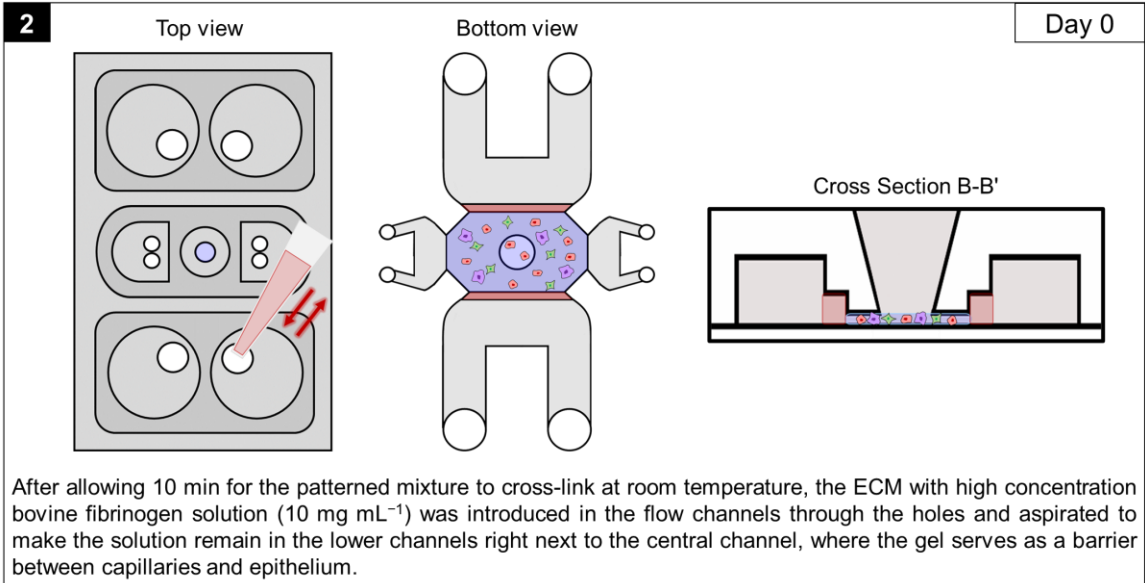 2
Top view
Bottom view
Day 0
Cross Section B-B'
After allowing 10 min for the patterned mixture to cross-link at room temperature, the ECM with high concentration
bovine fibrinogen solution (10 mg mL⁻¹) was introduced in the flow channels through the holes and aspirated to
make the solution remain in the lower channels right next to the central channel, where the gel serves as a barrier
between capillaries and epithelium.